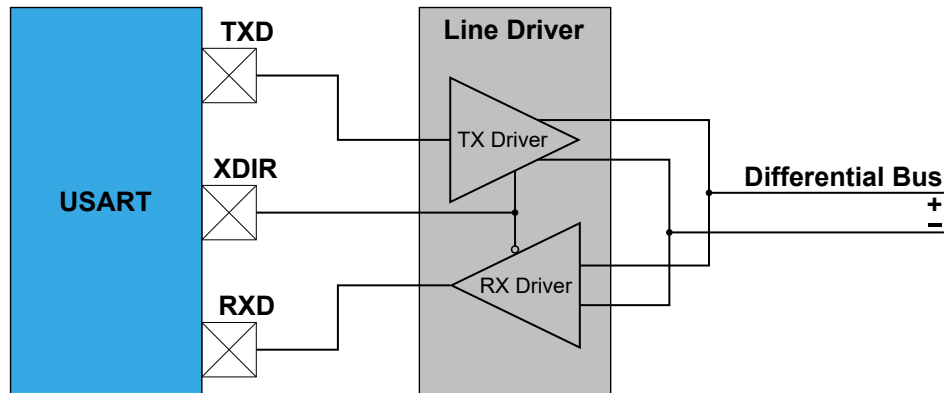 TXD
Line Driver
TX Driver
XDIR
USART
Differential Bus
+
−
RX Driver
RXD